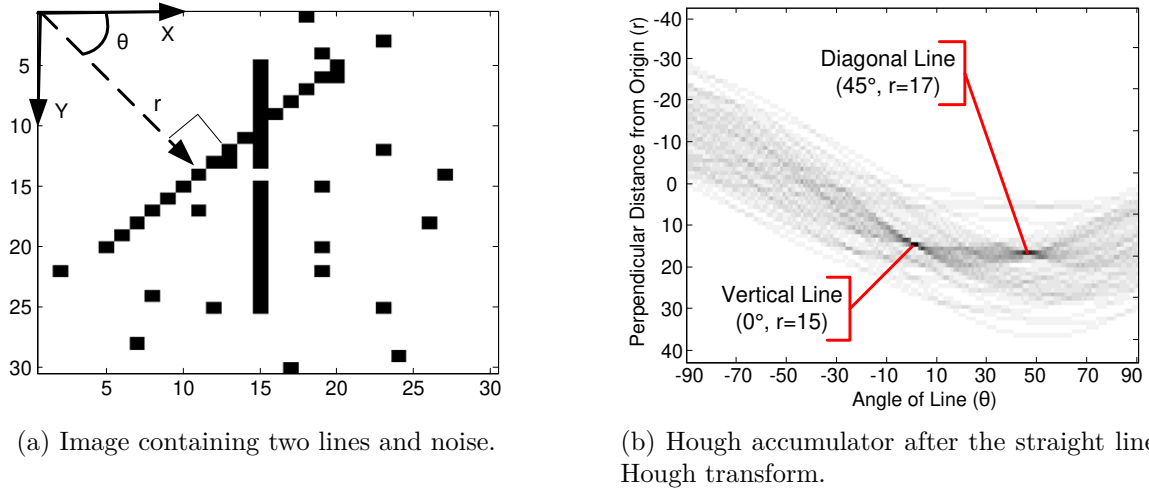 X
θ
r
Y
5
10
15
20
25
30
5
10
15
20
25
30
(a) Image containing two lines and noise.
Perpendicular Distance from Origin (r)
-40
-20
-10
0
10
20
30
40
Diagonal Line
(45°, r=17)
Vertical Line
(0°, r=15)
-90
-70
-50
-30
-10
10
30
50
70
90
Angle of Line (θ)
(b) Hough accumulator after the straight line
Hough transform.